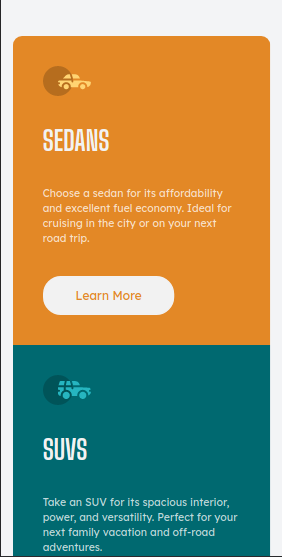 SEDANS
Choose a sedan for its affordability
and excellent fuel economy. Ideal for
cruising in the city or on your next
road trip.
Learn More
SUVS
Take an SUV for its spacious interior,
power, and versatility. Perfect for your
next family vacation and off-road
adventures.